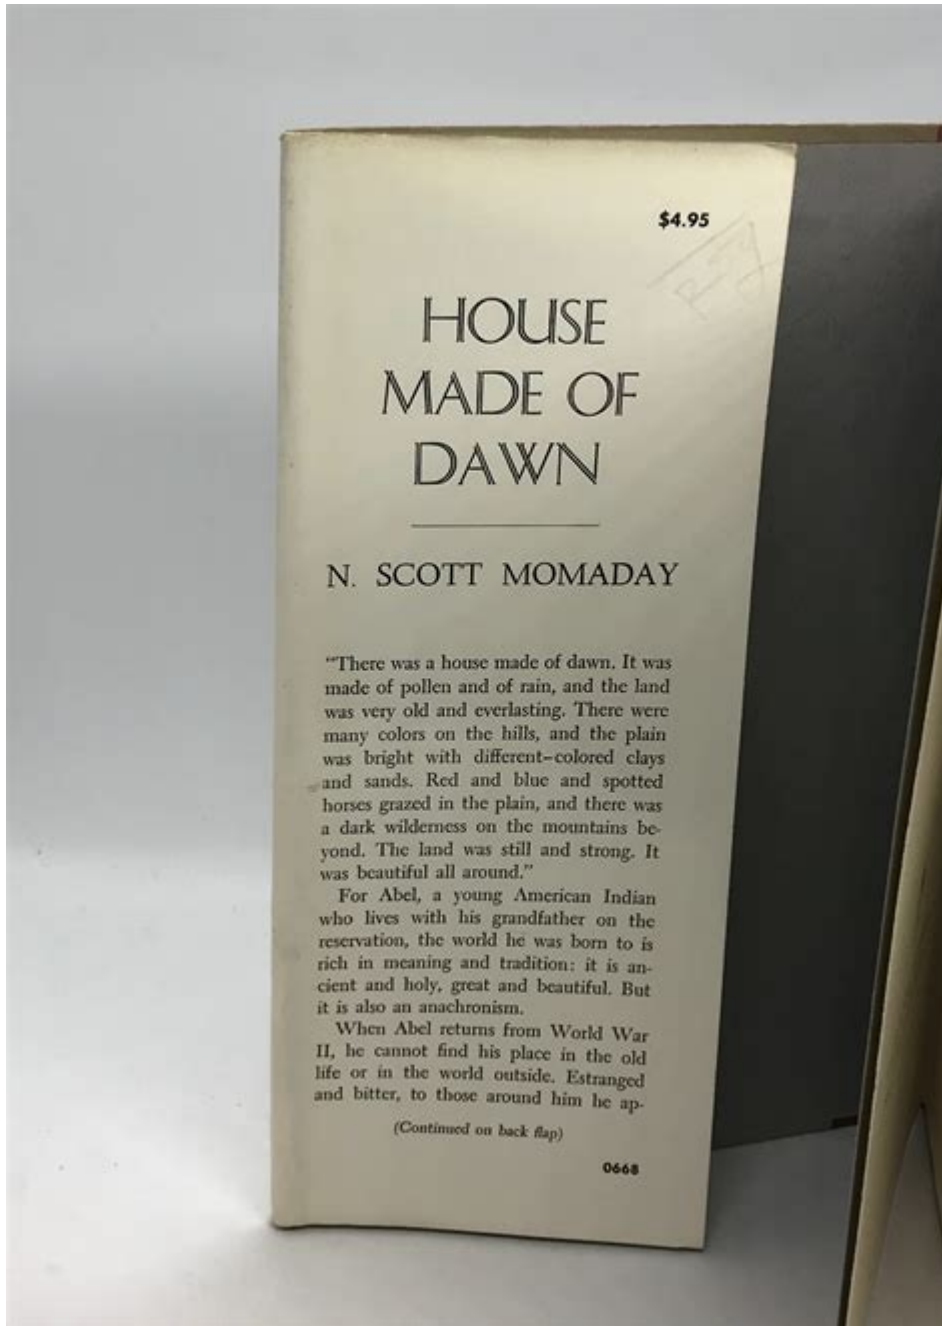 $4.95
HOUSE
MADE OF
DAWN
N. SCOTT MOMADAY
"There was a house made of dawn. It was
made of pollen and of rain, and the land
was very old and everlasting. There were
many colors on the hills, and the plain
was bright with different-colored clays
and sands. Red and blue and spotted
horses grazed in the plain, and there was
a dark wilderness on the mountains be-
yond. The land was still and strong. It
was beautiful all around."
For Abel, a young American Indian
who lives with his grandfather on the
reservation, the world he was born to is
rich in meaning and tradition: it is an-
cient and holy, great and beautiful. But
it is also an anachronism.
When Abel returns from World War
II, he cannot find his place in the old
life or in the world outside. Estranged
and bitter, to those around him he ap-
(Continued on back flap)
0668